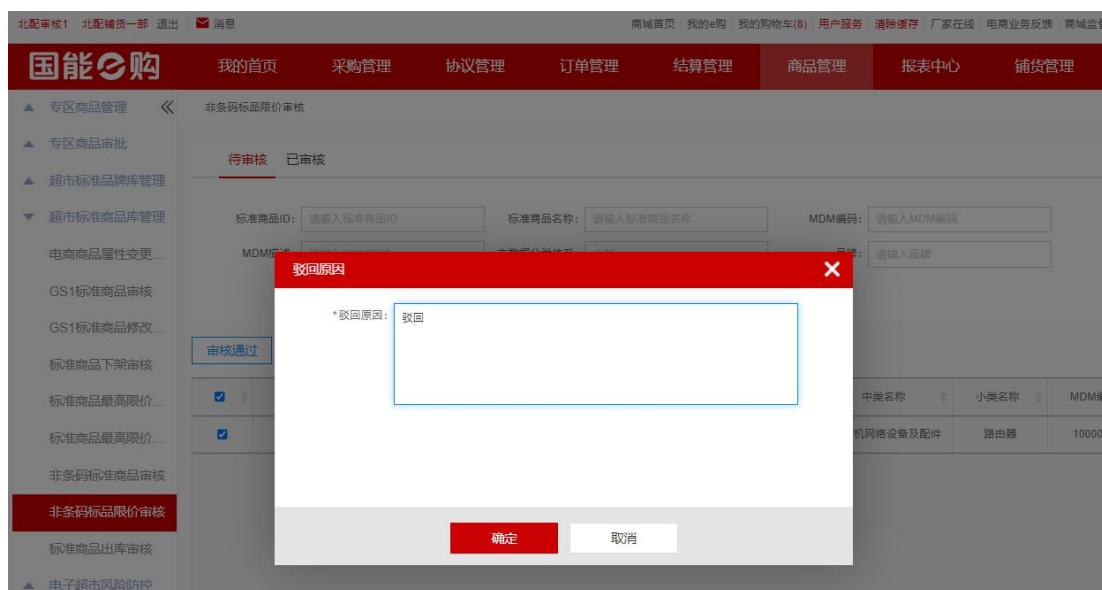 北配审核1 北配铺货一部 退出 消息 商城首页 我的e购 我的购物车(8) 用户服务 清除缓存 厂家在线 电商业务反馈 商城监
国能e购 我的首页 采购管理 协议管理 订单管理 结算管理 商品管理 报表中心 铺货管理
专区商品管理 非条码标品限价审核
专区商品审批
待审核 已审核
超市标准品牌库管理
超市标准商品库管理
标准商品ID: 请输入标准商品ID 标准商品名称: 请输入标准商品名称 MDM编码: 请输入MDM编码
电商商品属性变更...
请输入品牌
驳回原因
GS1标准商品审核
*驳回原因: 驳回
GS1标准商品修改...
审核通过
标准商品下架审核
标准商品最高限价...
中类名称 小类名称
标准商品最高限价...
机网络设备及配件 路由器 10000
非条码标准商品审核
非条码标品限价审核
确定 取消
标准商品出库审核
电子超市风险防控